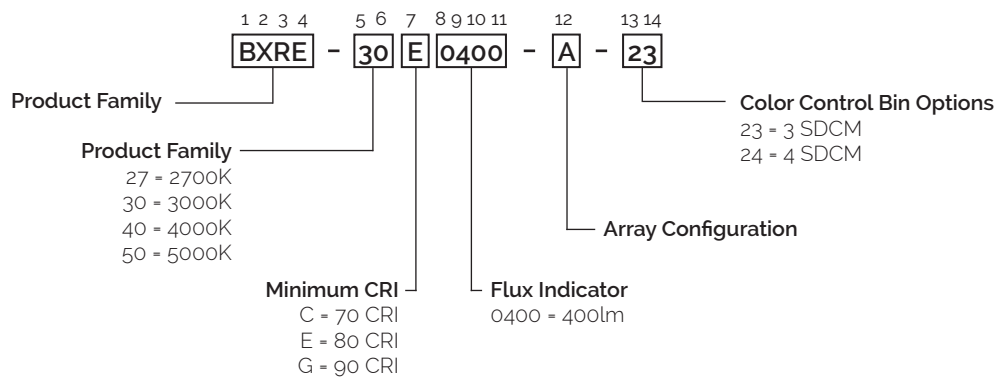 1 2 3 4 5 6 7 8 9 10 11 12 13 14
BXRE - 30 E 0400 - A - 23
Product Family
Product Family
27 = 2700K
30 = 3000K
40 = 4000K
50 = 5000K
Minimum CRI
C = 70 CRI
E = 80 CRI
G = 90 CRI
Flux Indicator
0400 = 400lm
Array Configuration
Color Control Bin Options
23 = 3 SDCM
24 = 4 SDCM